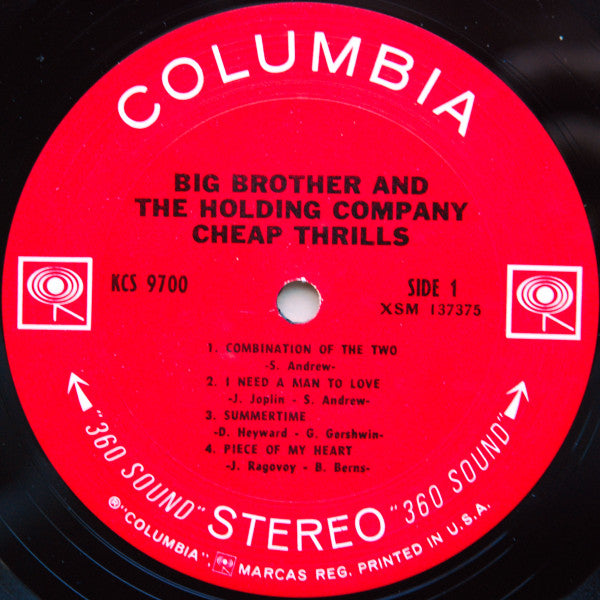 COLUMBIA
BIG BROTHER AND
THE HOLDING COMPANY
CHEAP THRILLS
KCS 9700
SIDE 1
XSM 137375
1. COMBINATION OF THE TWO
-S. Andrew-
2. I NEED A MAN TO LOVE
-J. Joplin - S. Andrew-
3. SUMMERTIME
-D. Heyward - G. Garshwin-
4. PIECE OF MY HEART
-J. Ragovoy - B. Berns-
"360 SOUND" STEREO "360 SOUND"
®"COLUMBIA", MARCAS REG. PRINTED IN U.S.A.